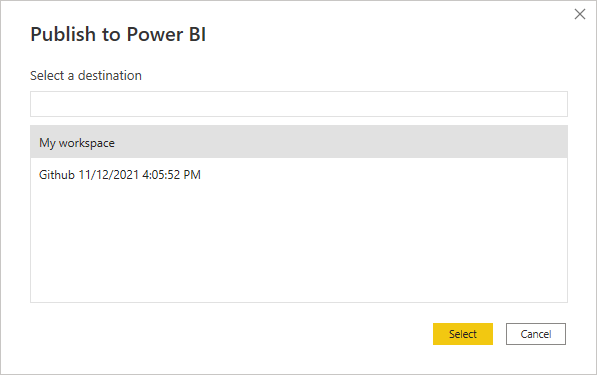 Publish to Power BI
Select a destination
My workspace
Github 11/12/2021 4:05:52 PM
Select
Cancel